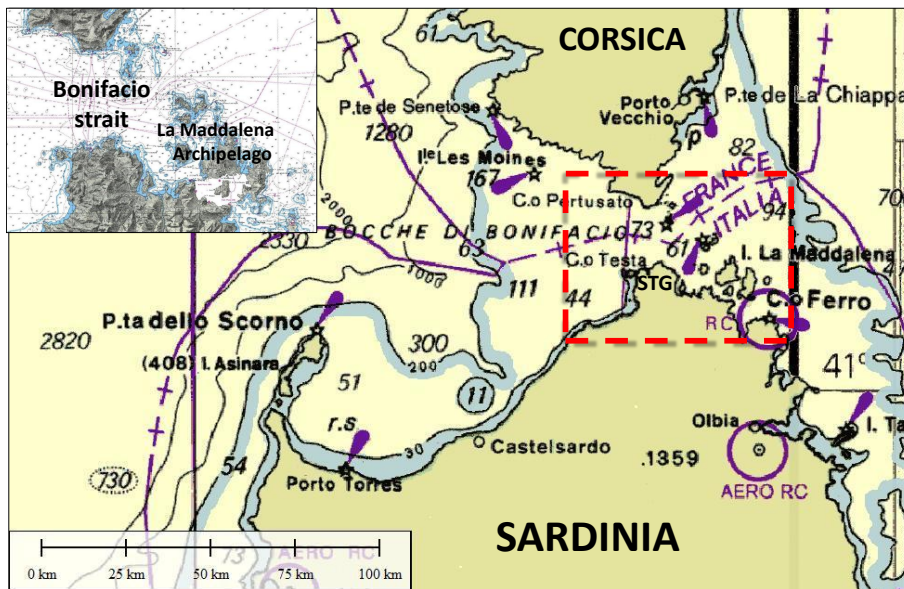 Bonifacio
strait
La Maddalena
Archipelago
CORSICA
61
P.te de Senetose
1280
Porto
Vecchio
P.te de La Chiappa
82
Iˡᵉ Les Moines
167
FRANCE
ITALIA
C.o Pertusato
73
94
70
2000
2330
BOCCHE DI BONIFACIO
63
61
1000
C.o Testa
STG
I. La Maddalena
47
111
44
C.o Ferro
RC
P.ta dello Scorno
2820
300
200
(408) I. Asinara
41°
51
11
r.s
Olbia
I. Ta
30
Castelsardo
54
.1359
730
Porto Torres
AERO RC
SARDINIA
73
AERO RC
0 km
25 km
50 km
75 km
100 km